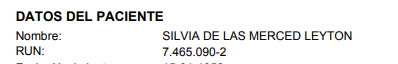 DATOS DEL PACIENTE
Nombre: SILVIA DE LAS MERCED LEYTON
RUN: 7.465.090-2